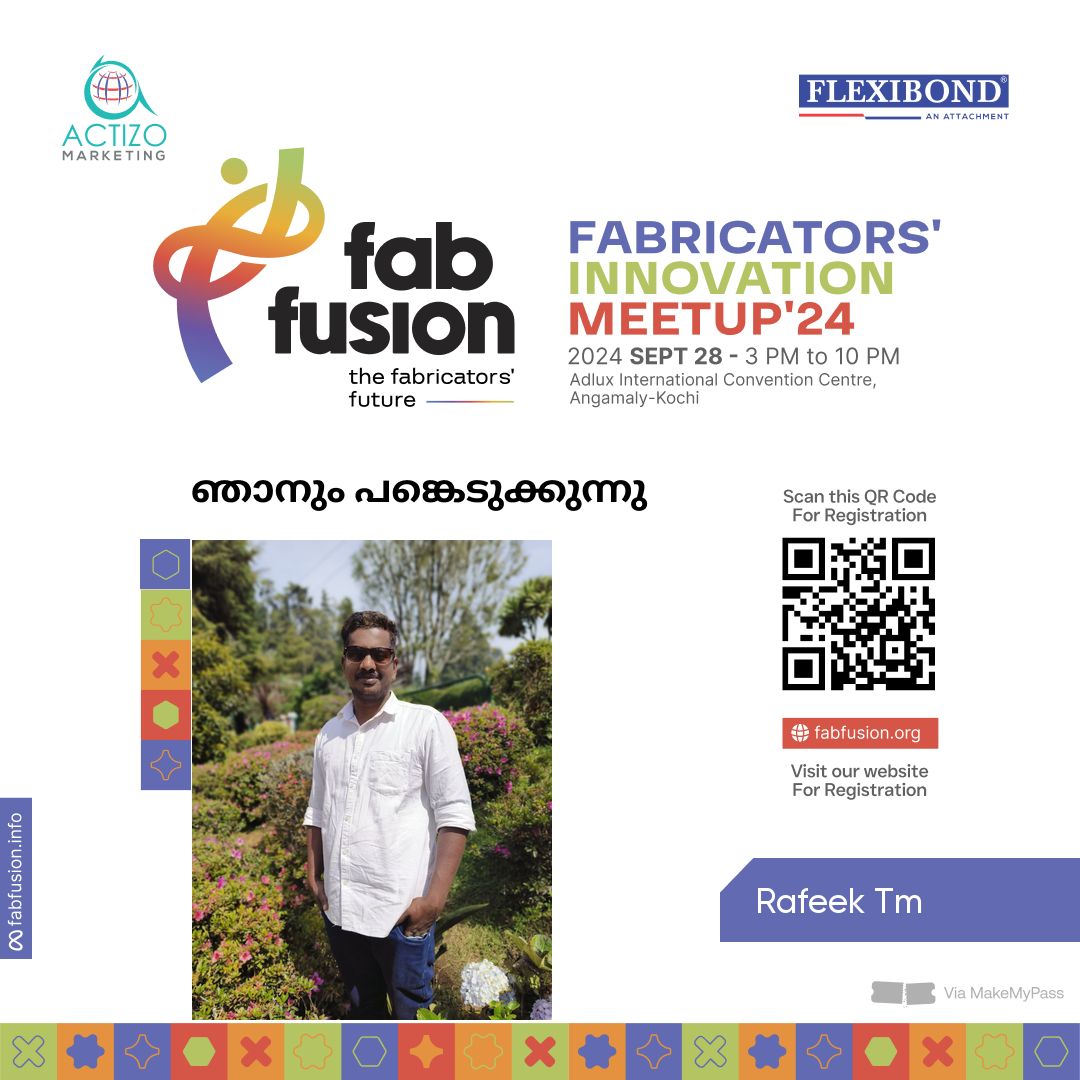 ACTIZO
MARKETING
FLEXIBOND®
AN ATTACHMENT
fab
fusion
the fabricators'
future
FABRICATORS'
INNOVATION
MEETUP'24
2024 SEPT 28 - 3 PM to 10 PM
Adlux International Convention Centre,
Angamaly-Kochi
ഞാനും പങ്കെടുക്കുന്നു
Scan this QR Code
For Registration
fabfusion.org
Visit our website
For Registration
fabfusion.info
Rafeek Tm
Via MakeMyPass